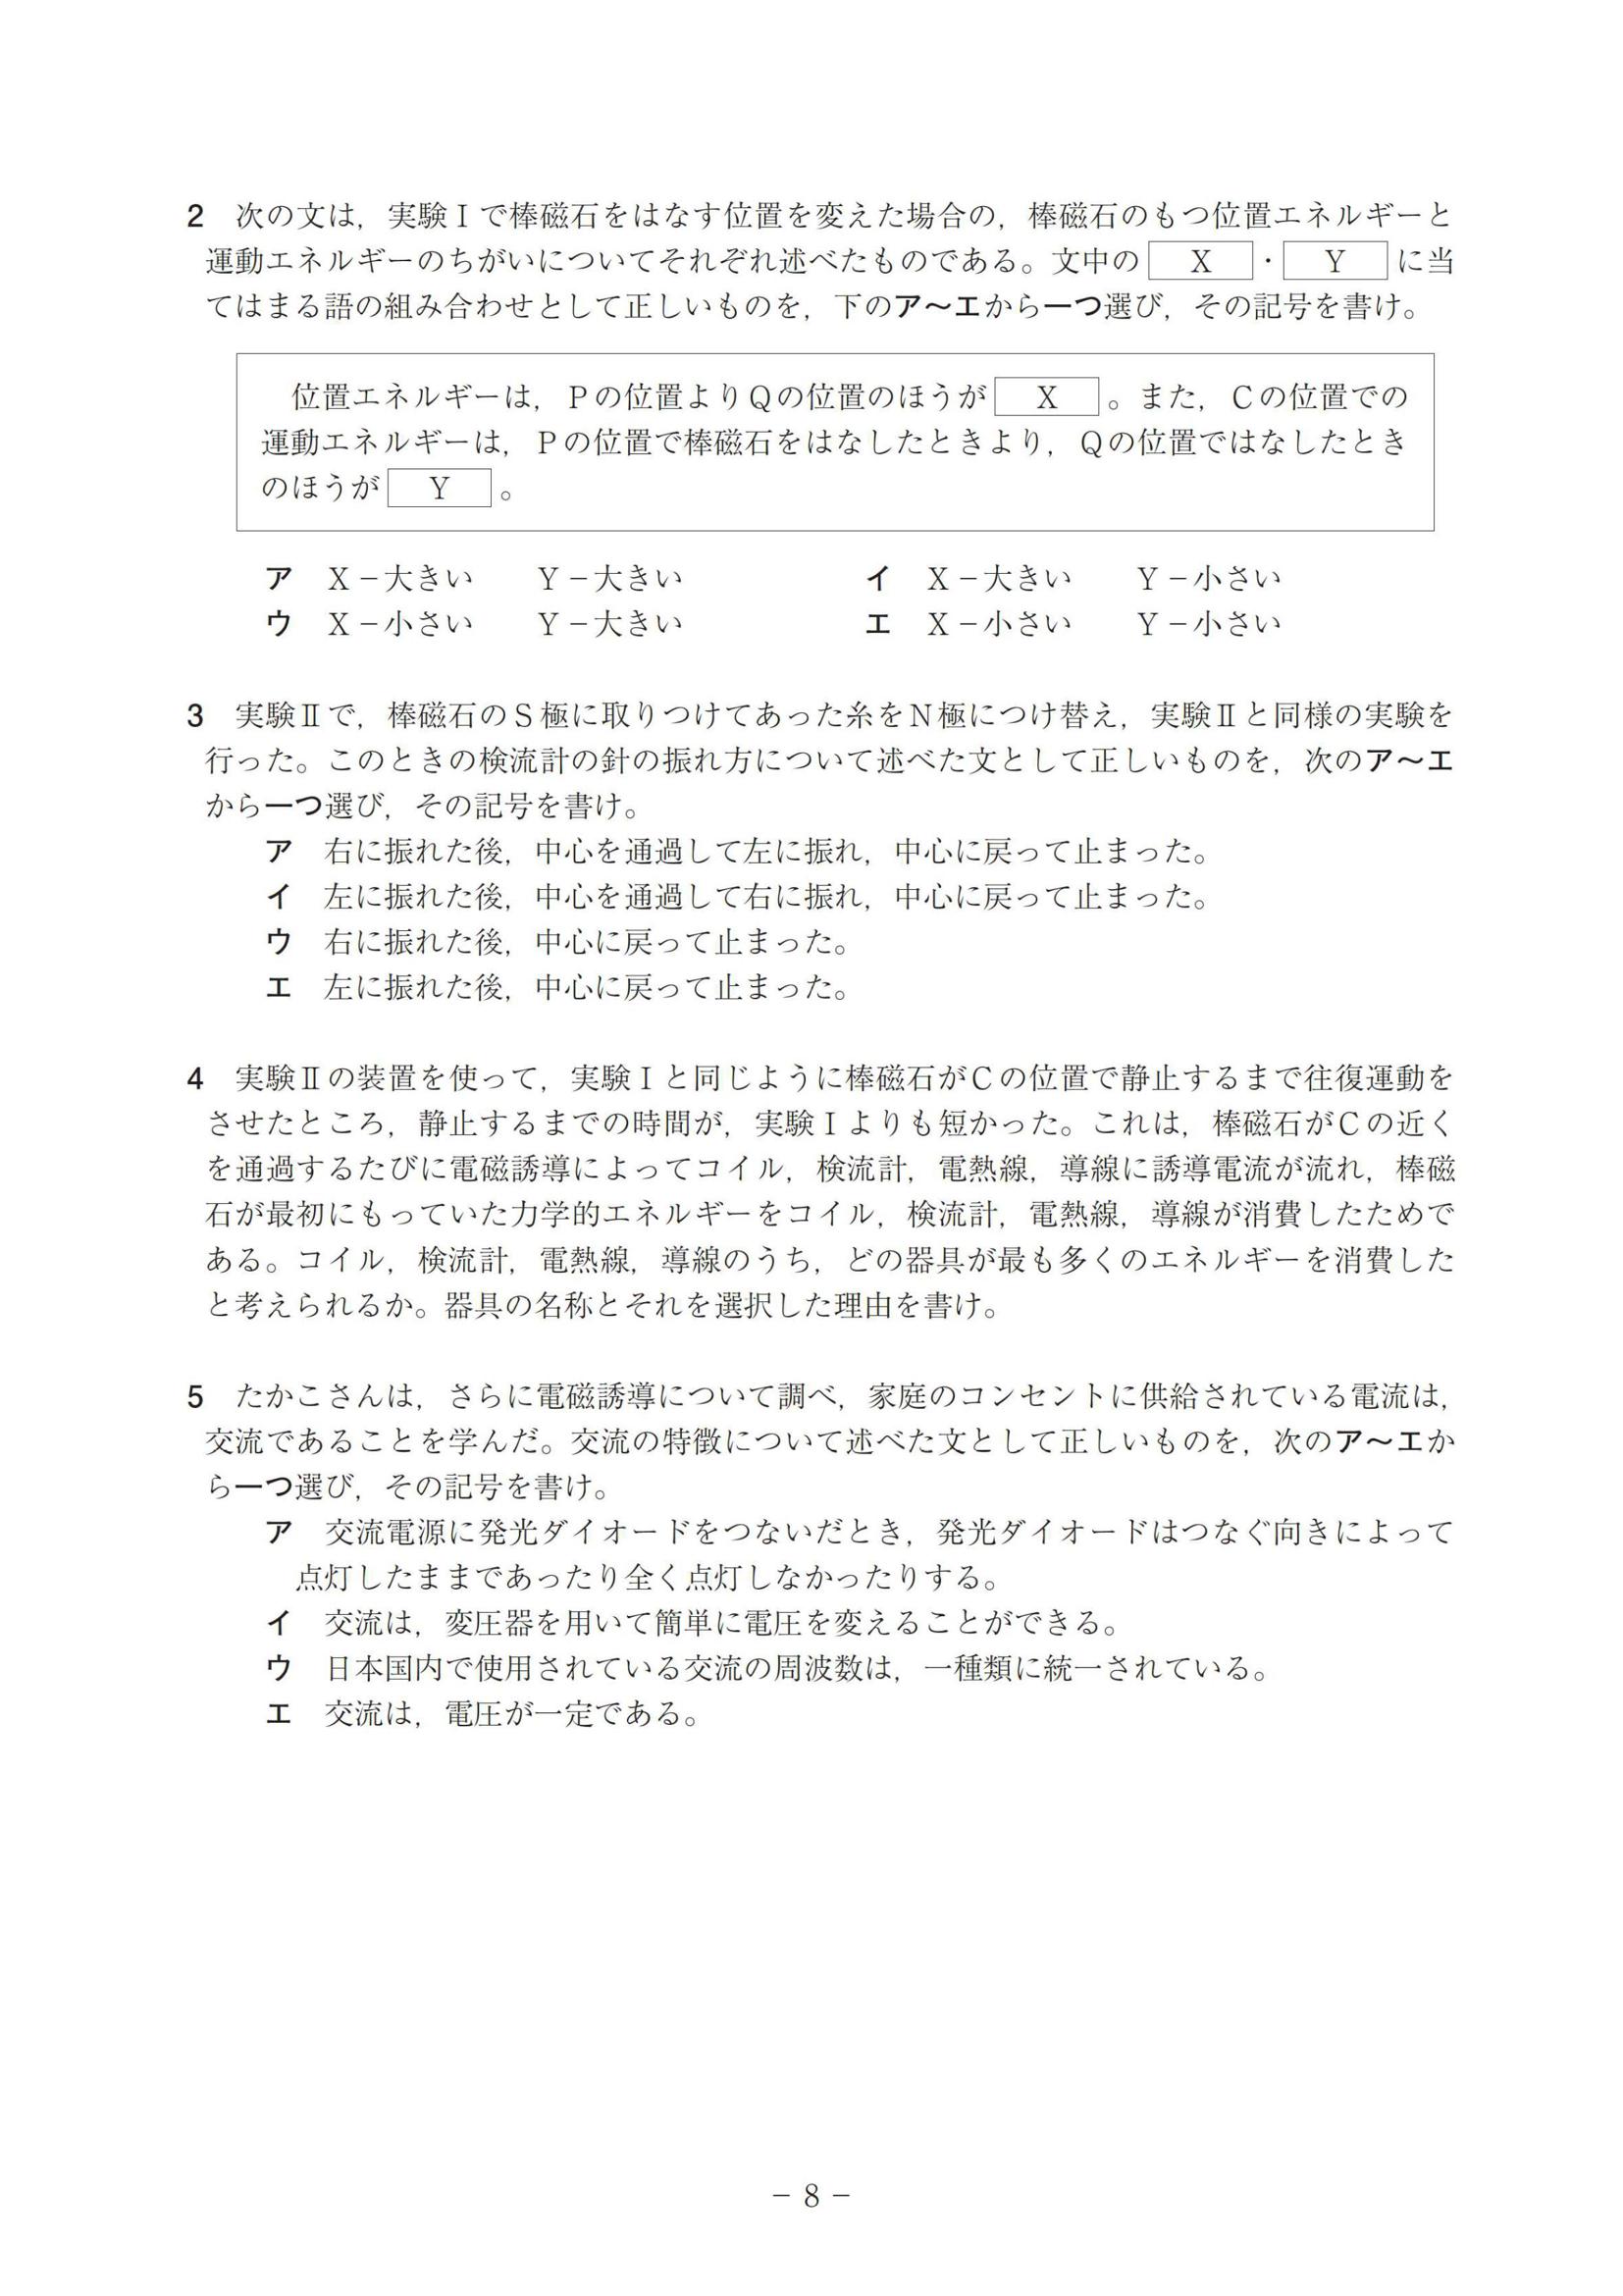 2　次の文は，実験Ⅰで棒磁石をはなす位置を変えた場合の，棒磁石のもつ位置エネルギーと
運動エネルギーのちがいについてそれぞれ述べたものである。文中の X ・ Y に当
てはまる語の組み合わせとして正しいものを，下のア～エから一つ選び，その記号を書け。
位置エネルギーは，Ｐの位置よりＱの位置のほうが X 。また，Ｃの位置での
運動エネルギーは，Ｐの位置で棒磁石をはなしたときより，Ｑの位置ではなしたとき
のほうが Y 。
ア　Ｘ－大きい　　Ｙ－大きい　　　　　　イ　Ｘ－大きい　　Ｙ－小さい
ウ　Ｘ－小さい　　Ｙ－大きい　　　　　　エ　Ｘ－小さい　　Ｙ－小さい
3　実験Ⅱで，棒磁石のＳ極に取りつけてあった糸をＮ極につけ替え，実験Ⅱと同様の実験を
行った。このときの検流計の針の振れ方について述べた文として正しいものを，次のア～エ
から一つ選び，その記号を書け。
ア　右に振れた後，中心を通過して左に振れ，中心に戻って止まった。
イ　左に振れた後，中心を通過して右に振れ，中心に戻って止まった。
ウ　右に振れた後，中心に戻って止まった。
エ　左に振れた後，中心に戻って止まった。
4　実験Ⅱの装置を使って，実験Ⅰと同じように棒磁石がＣの位置で静止するまで往復運動を
させたところ，静止するまでの時間が，実験Ⅰよりも短かった。これは，棒磁石がＣの近く
を通過するたびに電磁誘導によってコイル，検流計，電熱線，導線に誘導電流が流れ，棒磁
石が最初にもっていた力学的エネルギーをコイル，検流計，電熱線，導線が消費したためで
ある。コイル，検流計，電熱線，導線のうち，どの器具が最も多くのエネルギーを消費した
と考えられるか。器具の名称とそれを選択した理由を書け。
5　たかこさんは，さらに電磁誘導について調べ，家庭のコンセントに供給されている電流は，
交流であることを学んだ。交流の特徴について述べた文として正しいものを，次のア～エか
ら一つ選び，その記号を書け。
ア　交流電源に発光ダイオードをつないだとき，発光ダイオードはつなぐ向きによって
点灯したままであったり全く点灯しなかったりする。
イ　交流は，変圧器を用いて簡単に電圧を変えることができる。
ウ　日本国内で使用されている交流の周波数は，一種類に統一されている。
エ　交流は，電圧が一定である。
－ 8 －